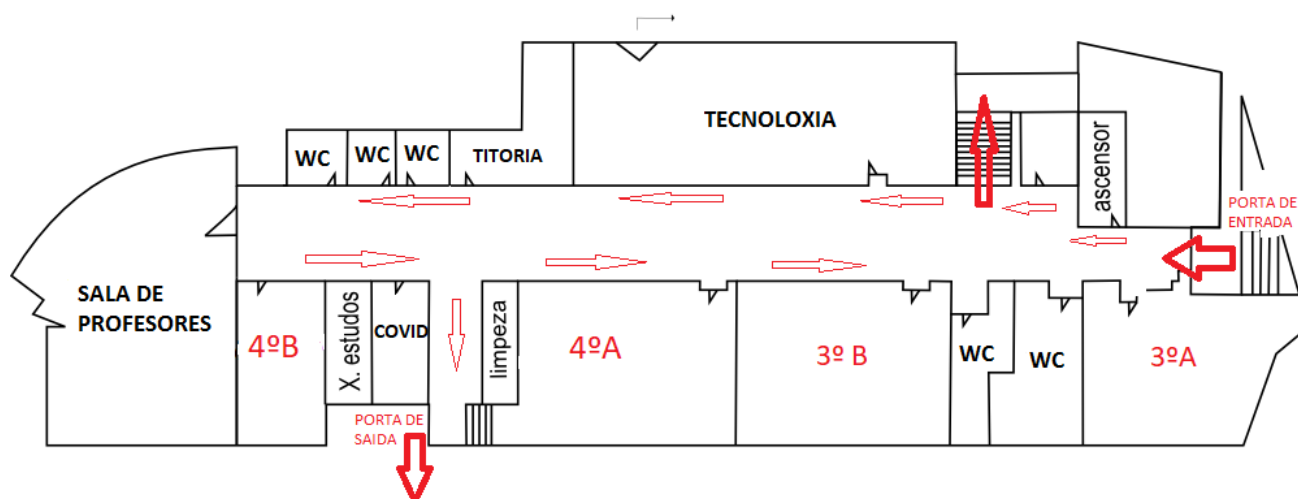 TECNOLOXIA
WC
WC
WC
TITORIA
ascensor
PORTA DE
ENTRADA
SALA DE
PROFESORES
4ºB
X. estudos
COVID
limpeza
4ºA
3º B
WC
WC
3ºA
PORTA DE
SAIDA